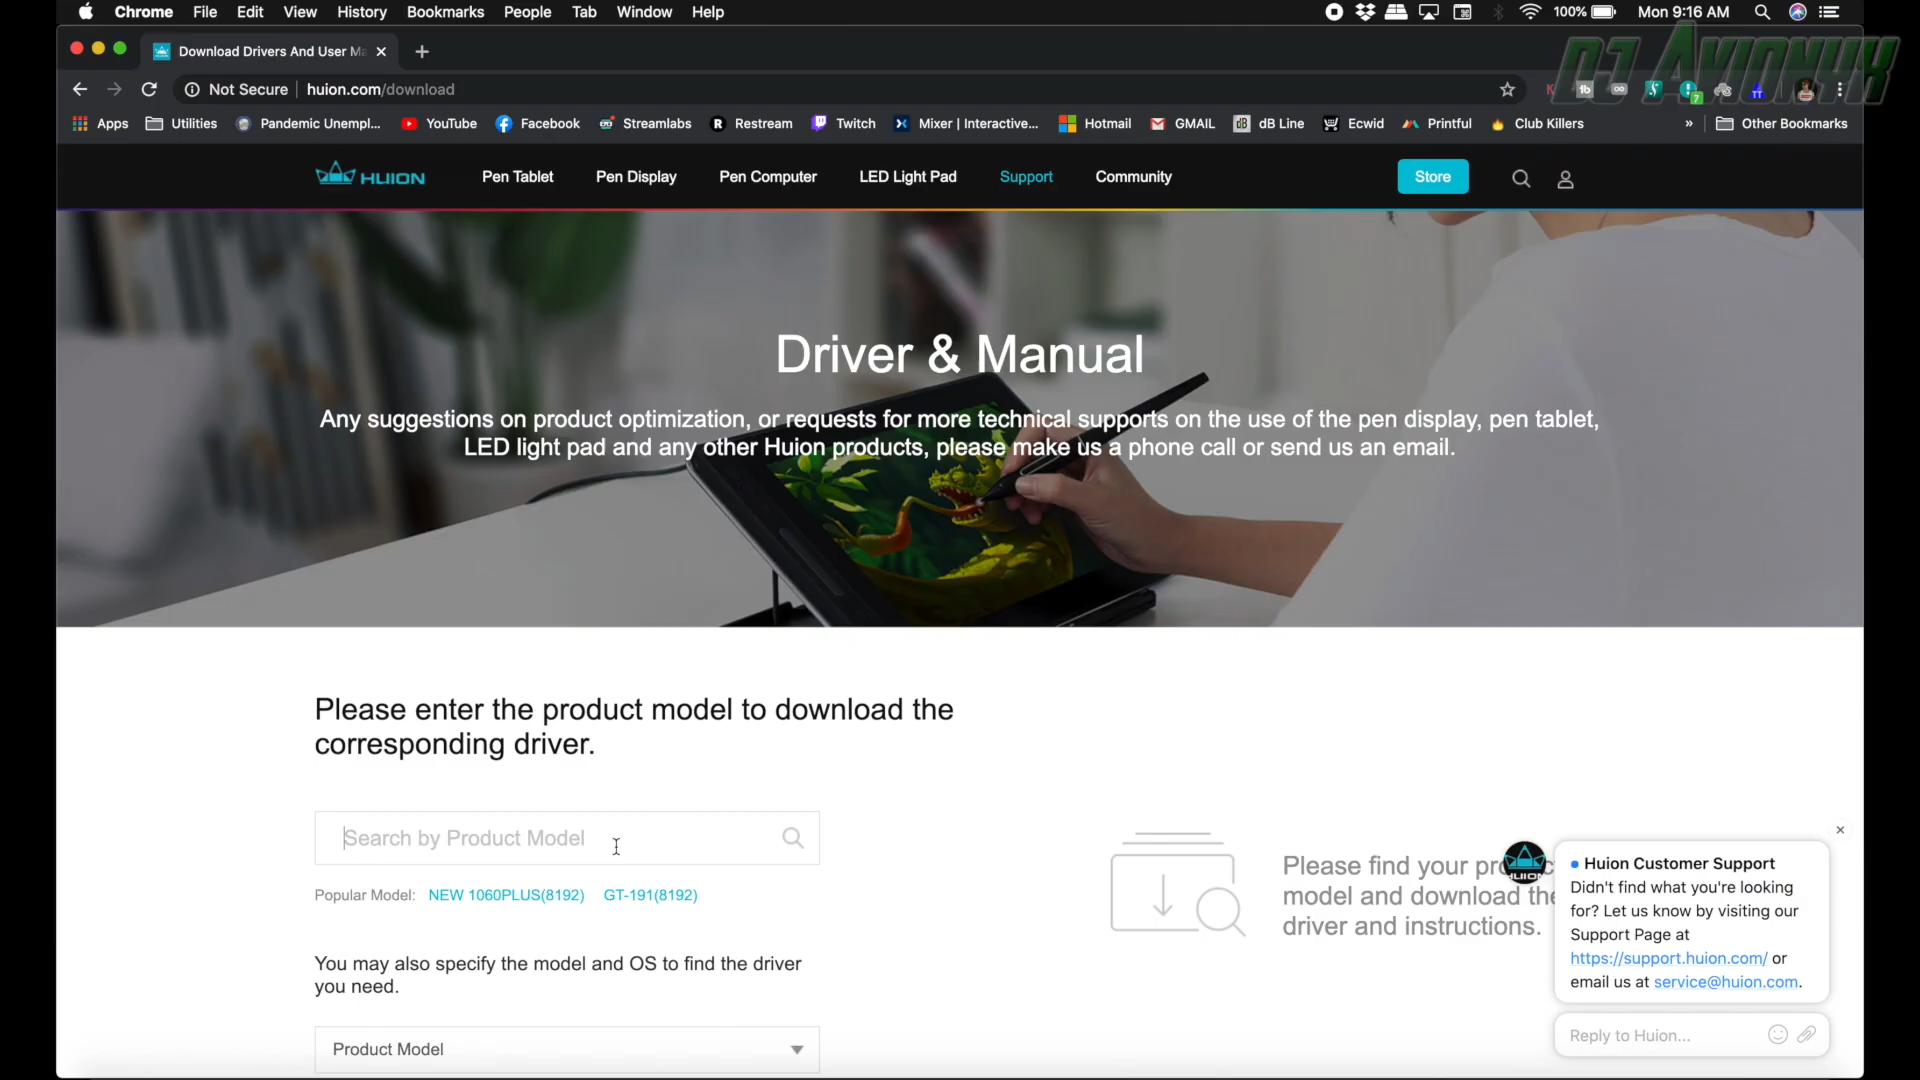 Chrome File Edit View History Bookmarks People Tab Window Help 100% Mon 9:16 AM
Download Drivers And User Ma
DJ AVIONYX
Not Secure huion.com/download
Apps Utilities Pandemic Unempl... YouTube Facebook Streamlabs Restream Twitch Mixer | Interactive... Hotmail GMAIL dB Line Ecwid Printful Club Killers » Other Bookmarks
HUION Pen Tablet Pen Display Pen Computer LED Light Pad Support Community Store
Driver & Manual
Any suggestions on product optimization, or requests for more technical supports on the use of the pen display, pen tablet,
LED light pad and any other Huion products, please make us a phone call or send us an email.
Please enter the product model to download the
corresponding driver.
Search by Product Model
Popular Model: NEW 1060PLUS(8192) GT-191(8192)
You may also specify the model and OS to find the driver
you need.
Product Model
Please find your
model and download the
driver and instructions.
HUION
Huion Customer Support
Didn't find what you're looking
for? Let us know by visiting our
Support Page at
https://support.huion.com/ or
email us at service@huion.com.
Reply to Huion...